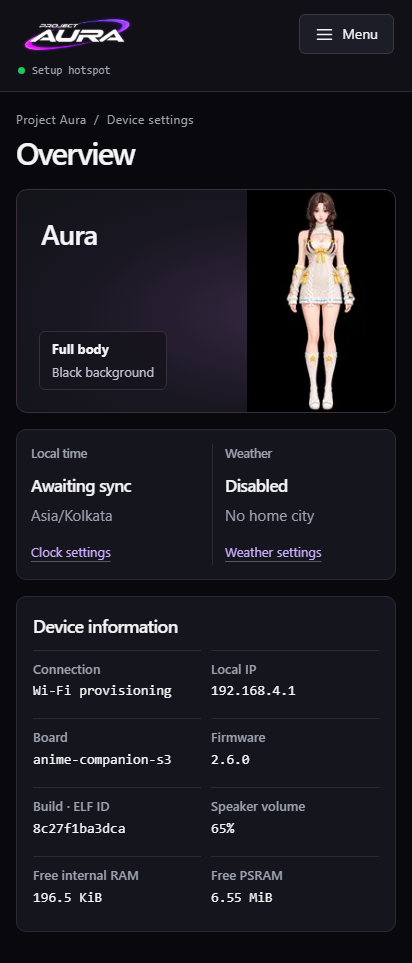 PROJECT
AURA
Menu
Setup hotspot
Project Aura / Device settings
Overview
Aura
Full body
Black background
Local time
Awaiting sync
Asia/Kolkata
Clock settings
Weather
Disabled
No home city
Weather settings
Device information
Connection
Wi-Fi provisioning
Local IP
192.168.4.1
Board
anime-companion-s3
Firmware
2.6.0
Build · ELF ID
8c27f1ba3dca
Speaker volume
65%
Free internal RAM
196.5 KiB
Free PSRAM
6.55 MiB